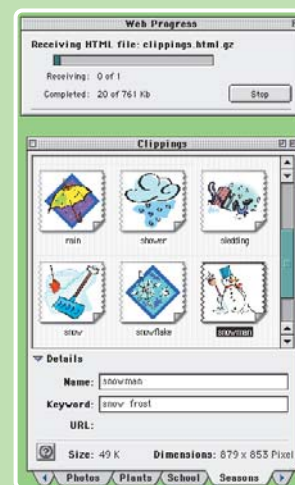 Web Progress
Receiving HTML file: clippings.html.gz
Receiving: 0 of 1
Completed: 20 of 761 Kb
Stop
Clippings
rain
shower
sledding
snow
snowflake
snowman
Details
Name: snowman
Keyword: snow frost
URL:
Size: 49 K Dimensions: 879 x 853 Pixel
Photos Plants School Seasons